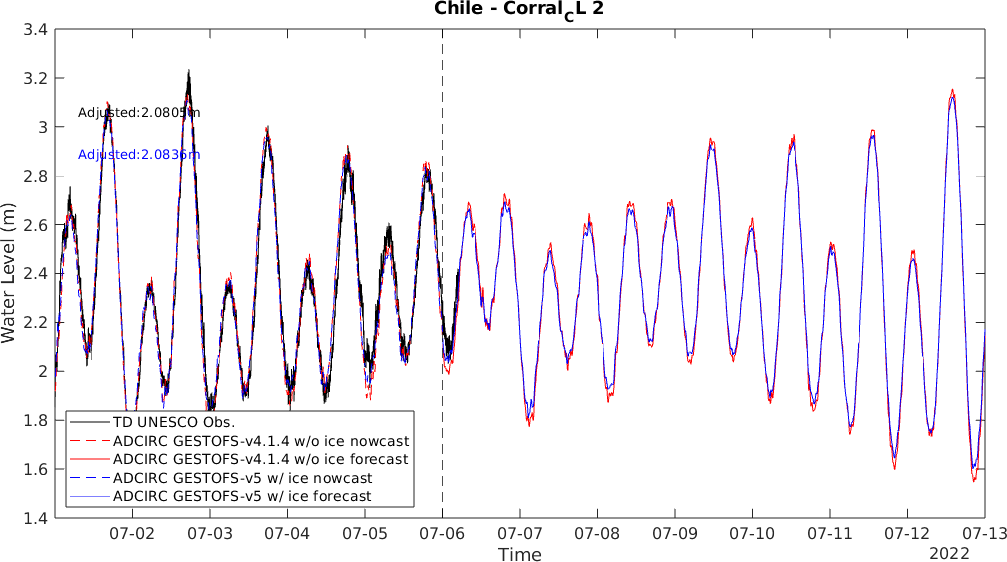 Chile - Corral_CL 2
3.4
3.2
3
2.8
2.6
2.4
2.2
2
1.8
1.6
1.4
Water Level (m)
Adjusted:2.0805m
Adjusted:2.0836m
TD UNESCO Obs.
ADCIRC GESTOFS-v4.1.4 w/o ice nowcast
ADCIRC GESTOFS-v4.1.4 w/o ice forecast
ADCIRC GESTOFS-v5 w/ ice nowcast
ADCIRC GESTOFS-v5 w/ ice forecast
07-02 07-03 07-04 07-05 07-06 07-07 07-08 07-09 07-10 07-11 07-12 07-13
Time
2022